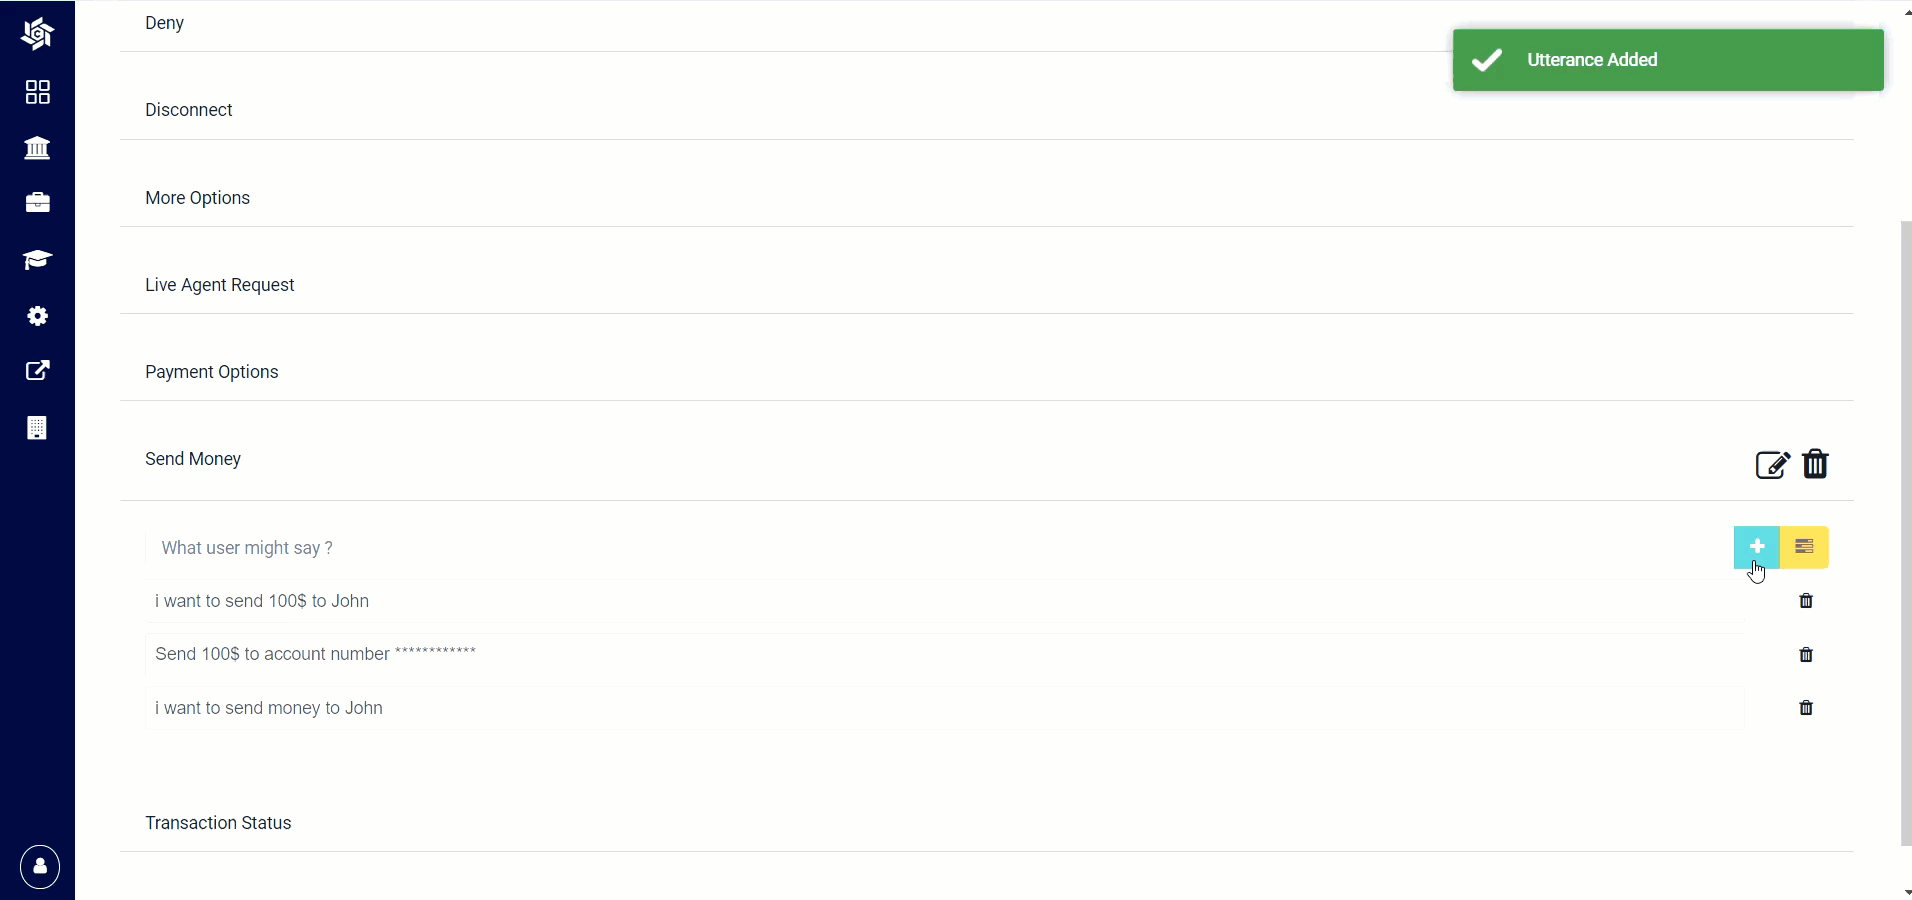 Deny
Utterance Added
Disconnect
More Options
Live Agent Request
Payment Options
Send Money
What user might say ?
i want to send 100$ to John
Send 100$ to account number ************
i want to send money to John
Transaction Status